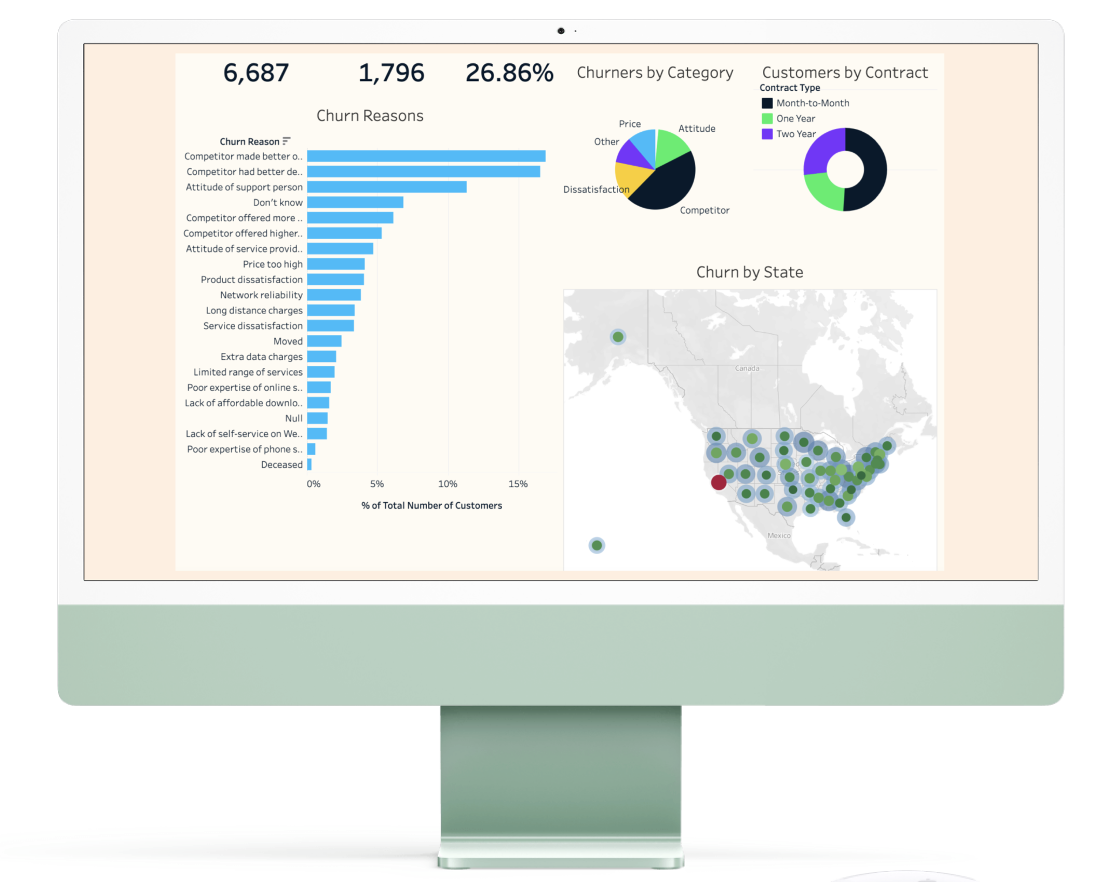 6,687
1,796
26.86%
Churn Reasons
Churn Reason
Competitor made better o..
Competitor had better de..
Attitude of support person
Don't know
Competitor offered more ..
Competitor offered higher..
Attitude of service provid..
Price too high
Product dissatisfaction
Network reliability
Long distance charges
Service dissatisfaction
Moved
Extra data charges
Limited range of services
Poor expertise of online s..
Lack of affordable downlo..
Null
Lack of self-service on We..
Poor expertise of phone s..
Deceased
0%
5%
10%
15%
% of Total Number of Customers
Churners by Category
Price
Attitude
Other
Dissatisfaction
Competitor
Customers by Contract
Contract Type
Month-to-Month
One Year
Two Year
Churn by State
Canada
Mexico